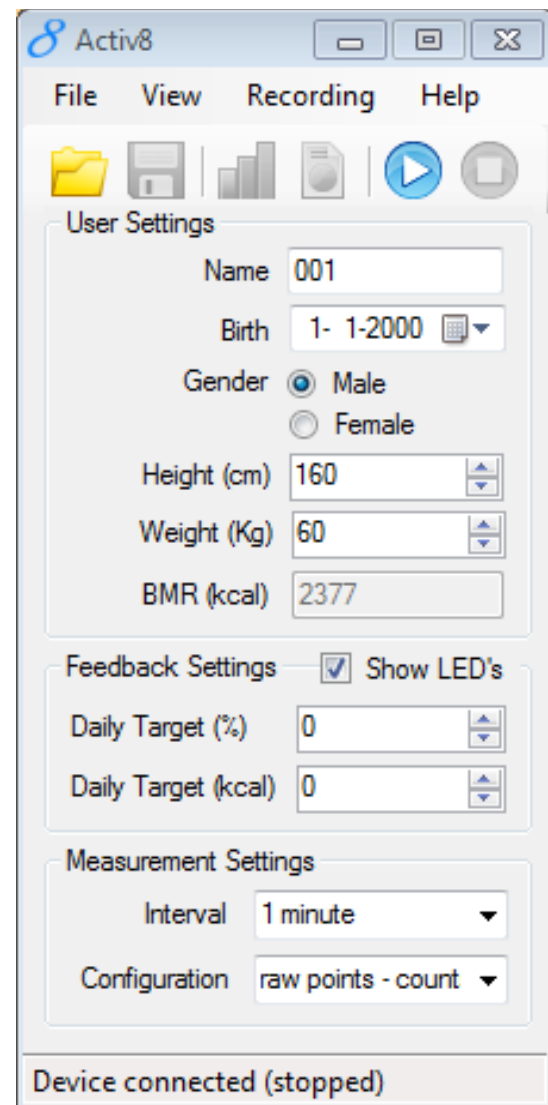 8 Activ8
File View Recording Help
User Settings
Name 001
Birth 1- 1-2000
Gender Male
Female
Height (cm) 160
Weight (Kg) 60
BMR (kcal) 2377
Feedback Settings Show LED's
Daily Target (%) 0
Daily Target (kcal) 0
Measurement Settings
Interval 1 minute
Configuration raw points - count
Device connected (stopped)